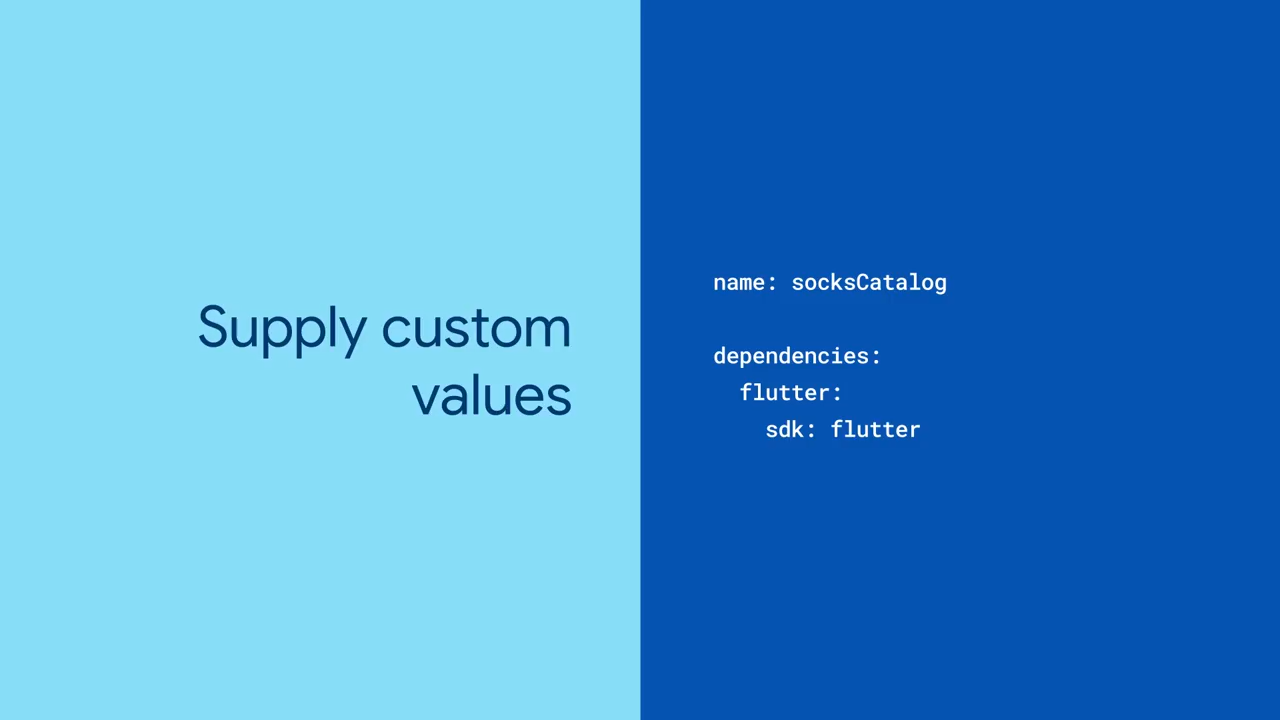 Supply custom
values
name: socksCatalog
dependencies:
  flutter:
    sdk: flutter